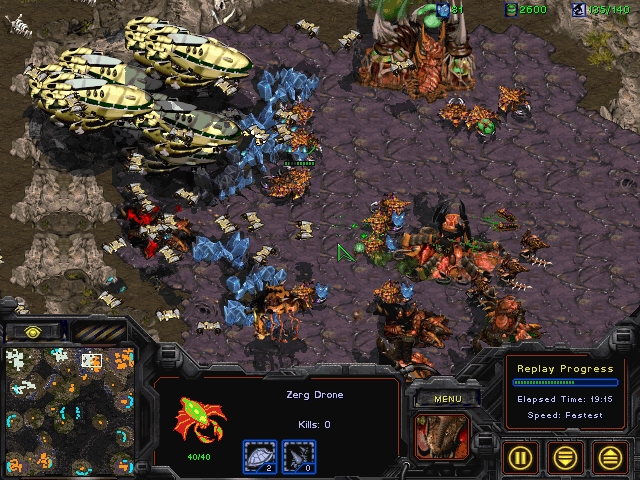 31 2600 135/140
Zerg Drone
Kills: 0
40/40
2 0
MENU
Replay Progress
Elapsed Time: 19:15
Speed: Fastest